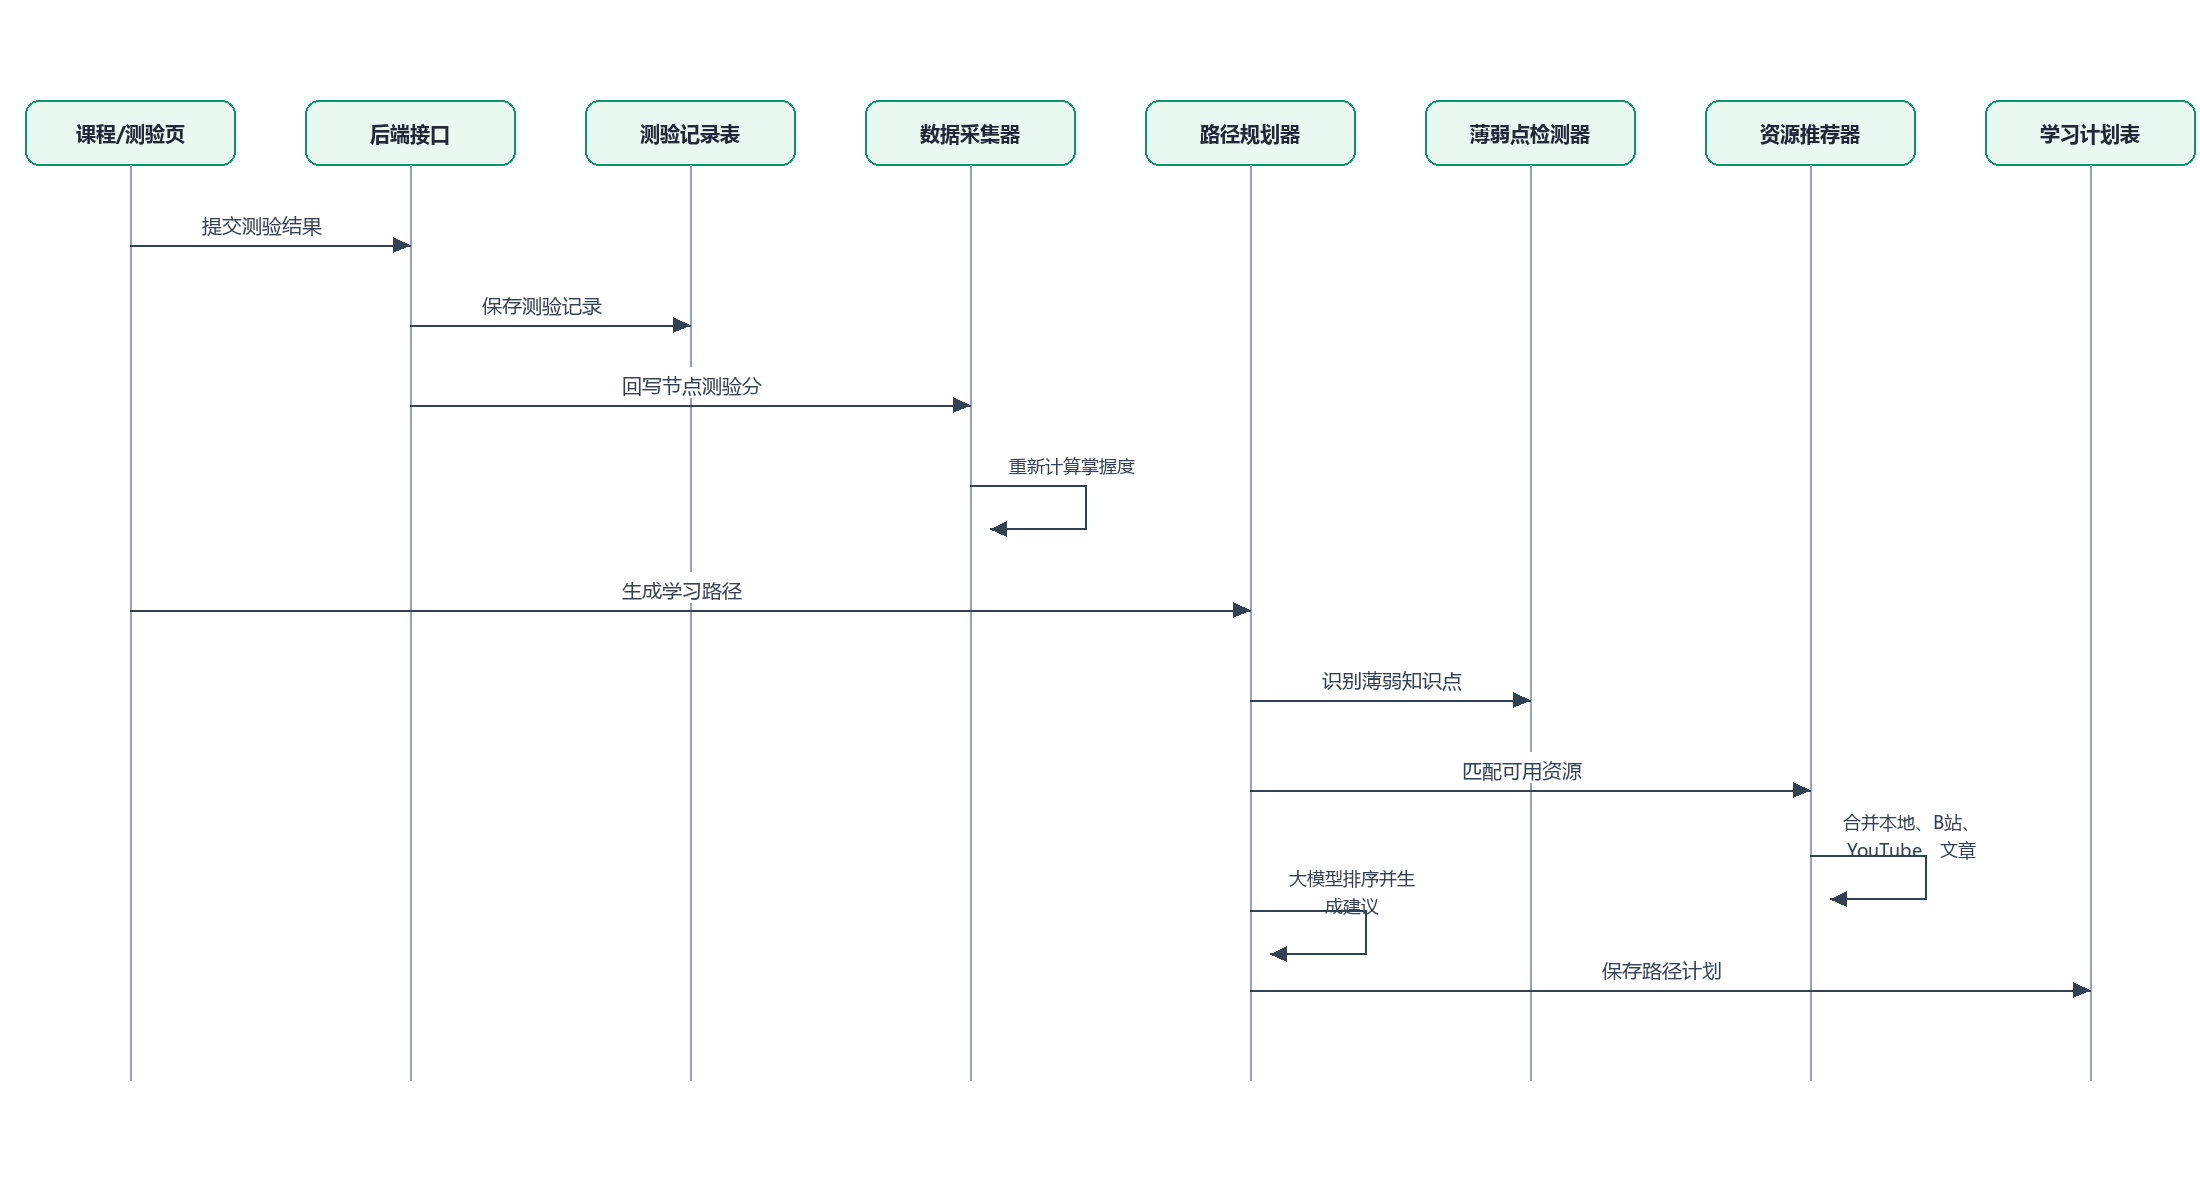 课程/测验页
后端接口
测验记录表
数据采集器
路径规划器
薄弱点检测器
资源推荐器
学习计划表
提交测验结果
保存测验记录
回写节点测验分
重新计算掌握度
生成学习路径
识别薄弱知识点
匹配可用资源
合并本地、B站、
YouTube、文章
大模型排序并生
成建议
保存路径计划